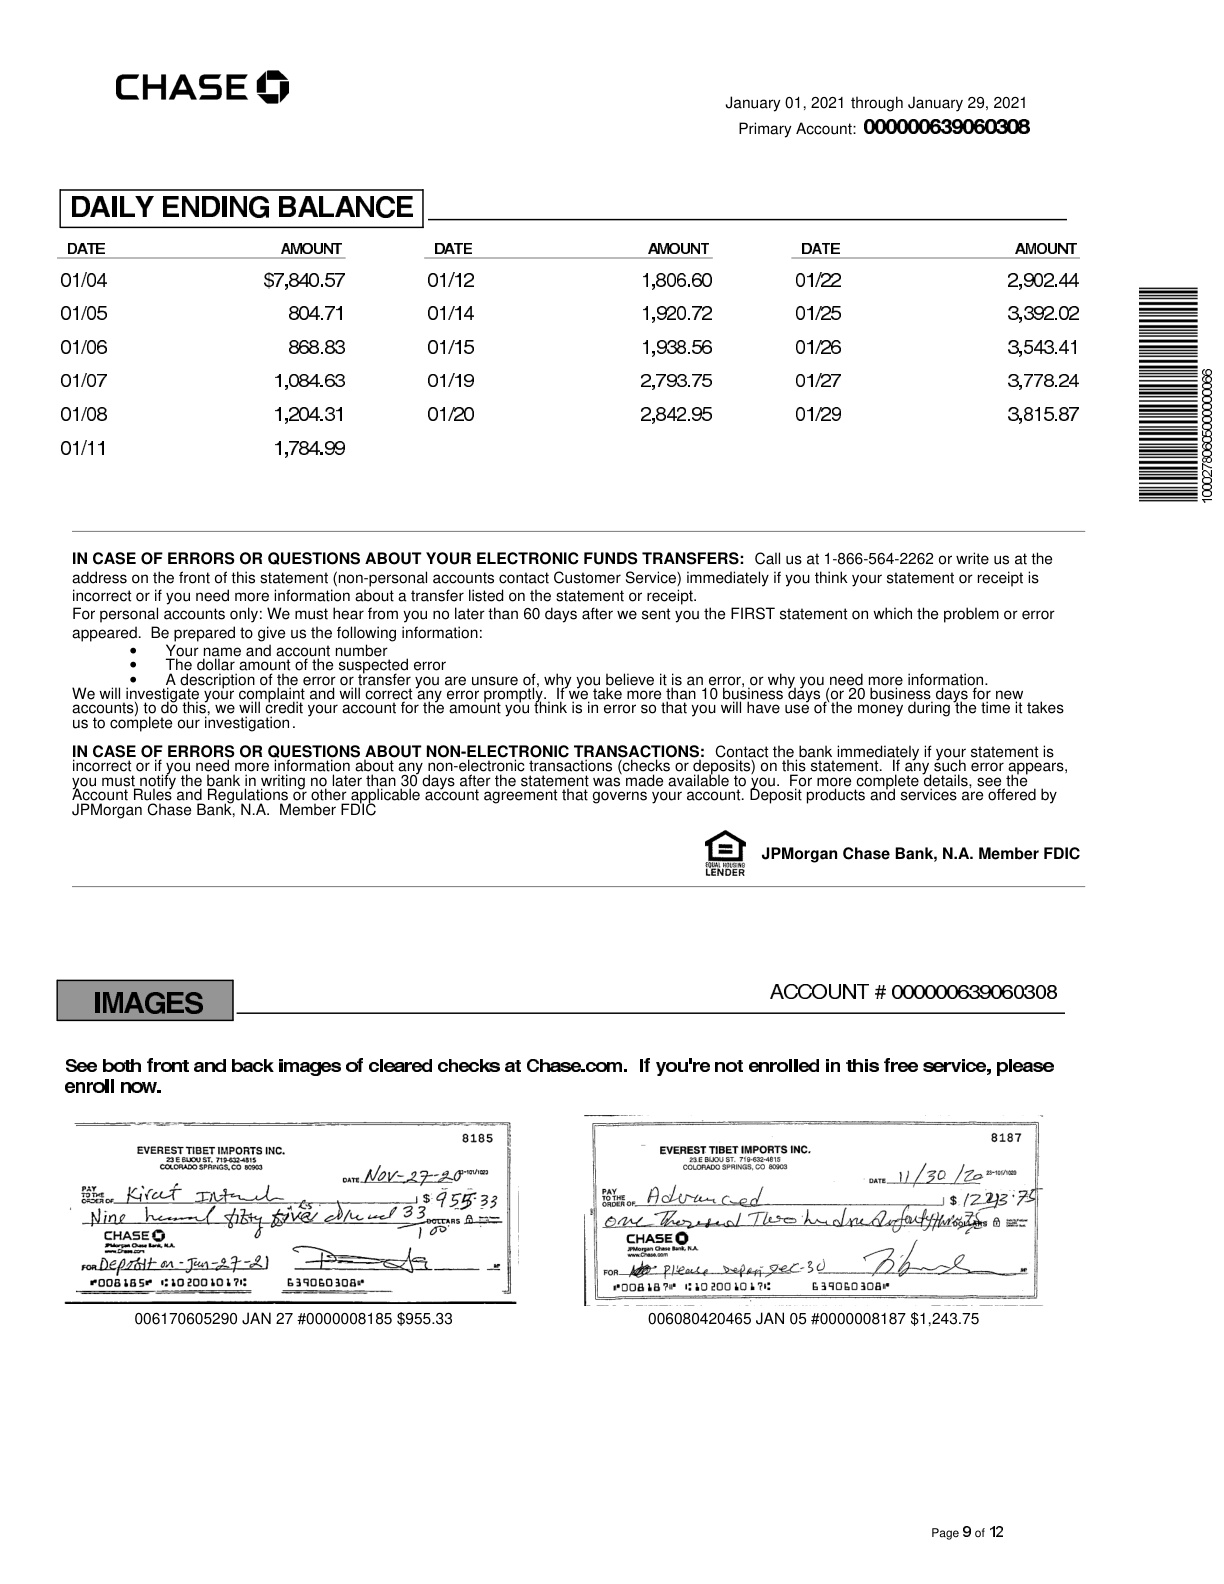 CHASE
January 01, 2021 through January 29, 2021
Primary Account: 000000639060308
DAILY ENDING BALANCE
DATE AMOUNT DATE AMOUNT DATE AMOUNT
01/04 $7,840.57 01/12 1,806.60 01/22 2,902.44
01/05 804.71 01/14 1,920.72 01/25 3,392.02
01/06 868.83 01/15 1,938.56 01/26 3,543.41
01/07 1,084.63 01/19 2,793.75 01/27 3,778.24
01/08 1,204.31 01/20 2,842.95 01/29 3,815.87
01/11 1,784.99
IN CASE OF ERRORS OR QUESTIONS ABOUT YOUR ELECTRONIC FUNDS TRANSFERS: Call us at 1-866-564-2262 or write us at the
address on the front of this statement (non-personal accounts contact Customer Service) immediately if you think your statement or receipt is
incorrect or if you need more information about a transfer listed on the statement or receipt.
For personal accounts only: We must hear from you no later than 60 days after we sent you the FIRST statement on which the problem or error
appeared. Be prepared to give us the following information:
• Your name and account number
• The dollar amount of the suspected error
• A description of the error or transfer you are unsure of, why you believe it is an error, or why you need more information.
We will investigate your complaint and will correct any error promptly. If we take more than 10 business days (or 20 business days for new
accounts) to do this, we will credit your account for the amount you think is in error so that you will have use of the money during the time it takes
us to complete our investigation.
IN CASE OF ERRORS OR QUESTIONS ABOUT NON-ELECTRONIC TRANSACTIONS: Contact the bank immediately if your statement is
incorrect or if you need more information about any non-electronic transactions (checks or deposits) on this statement. If any such error appears,
you must notify the bank in writing no later than 30 days after the statement was made available to you. For more complete details, see the
Account Rules and Regulations or other applicable account agreement that governs your account. Deposit products and services are offered by
JPMorgan Chase Bank, N.A. Member FDIC
EQUAL HOUSING
LENDER
JPMorgan Chase Bank, N.A. Member FDIC
IMAGES
ACCOUNT # 000000639060308
See both front and back images of cleared checks at Chase.com. If you're not enrolled in this free service, please
enroll now.
8185
EVEREST TIBET IMPORTS INC.
23 E BIJOU ST. 719-632-4815
COLORADO SPRINGS, CO 80903
DATE Nov-27-20
PAY
TO THE
ORDER OF Kirat $ 955.33
Nine fifty five 33
100 DOLLARS
CHASE
JPMorgan Chase Bank, N.A.
www.Chase.com
FOR Deposit on - Jan-27-21
⑈008185⑈ ⑆102001017⑆ 639060308⑈
8187
EVEREST TIBET IMPORTS INC.
23 E BIJOU ST. 719-632-4815
COLORADO SPRINGS, CO 80903
DATE 11/30/20 23-101/1020
PAY
TO THE
ORDER OF Advanced $ 1243.75
One Thousand Two hundred forty three 75 DOLLARS
CHASE
JPMorgan Chase Bank, N.A.
www.Chase.com
FOR please Dec-30
⑈008187⑈ ⑆102001017⑆ 639060308⑈
006170605290 JAN 27 #0000008185 $955.33
006080420465 JAN 05 #0000008187 $1,243.75
10002780605000000066
Page 9 of 12